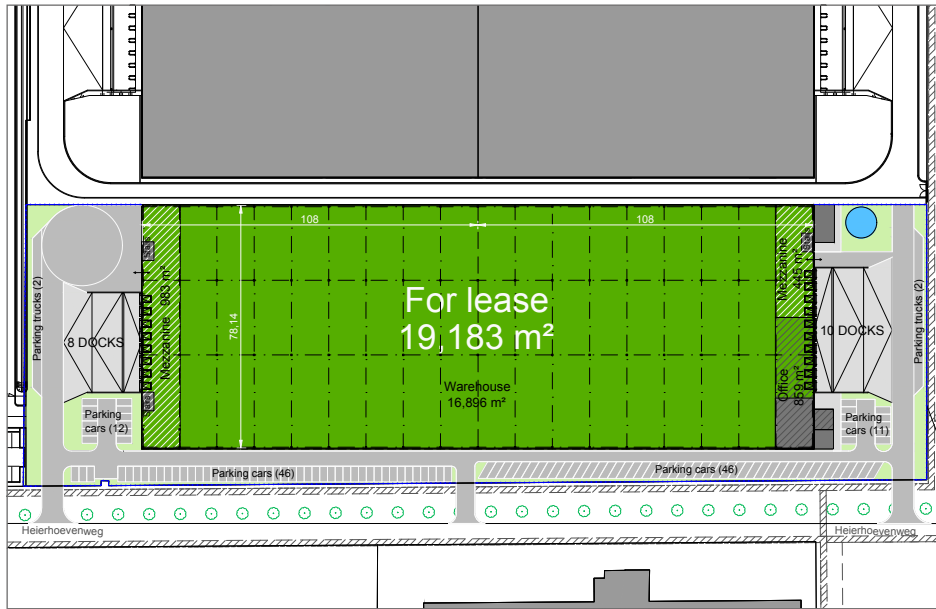 108
108
Mezzanine 983 m²
Mezzanine
445 m²
78,14
For lease
19,183 m²
Parking trucks (2)
Parking trucks (2)
8 DOCKS
10 DOCKS
Warehouse
16,896 m²
Office
859 m²
Parking
cars (12)
Parking
cars (11)
Parking cars (46)
Parking cars (46)
Heierhoevenweg
Heierhoevenweg